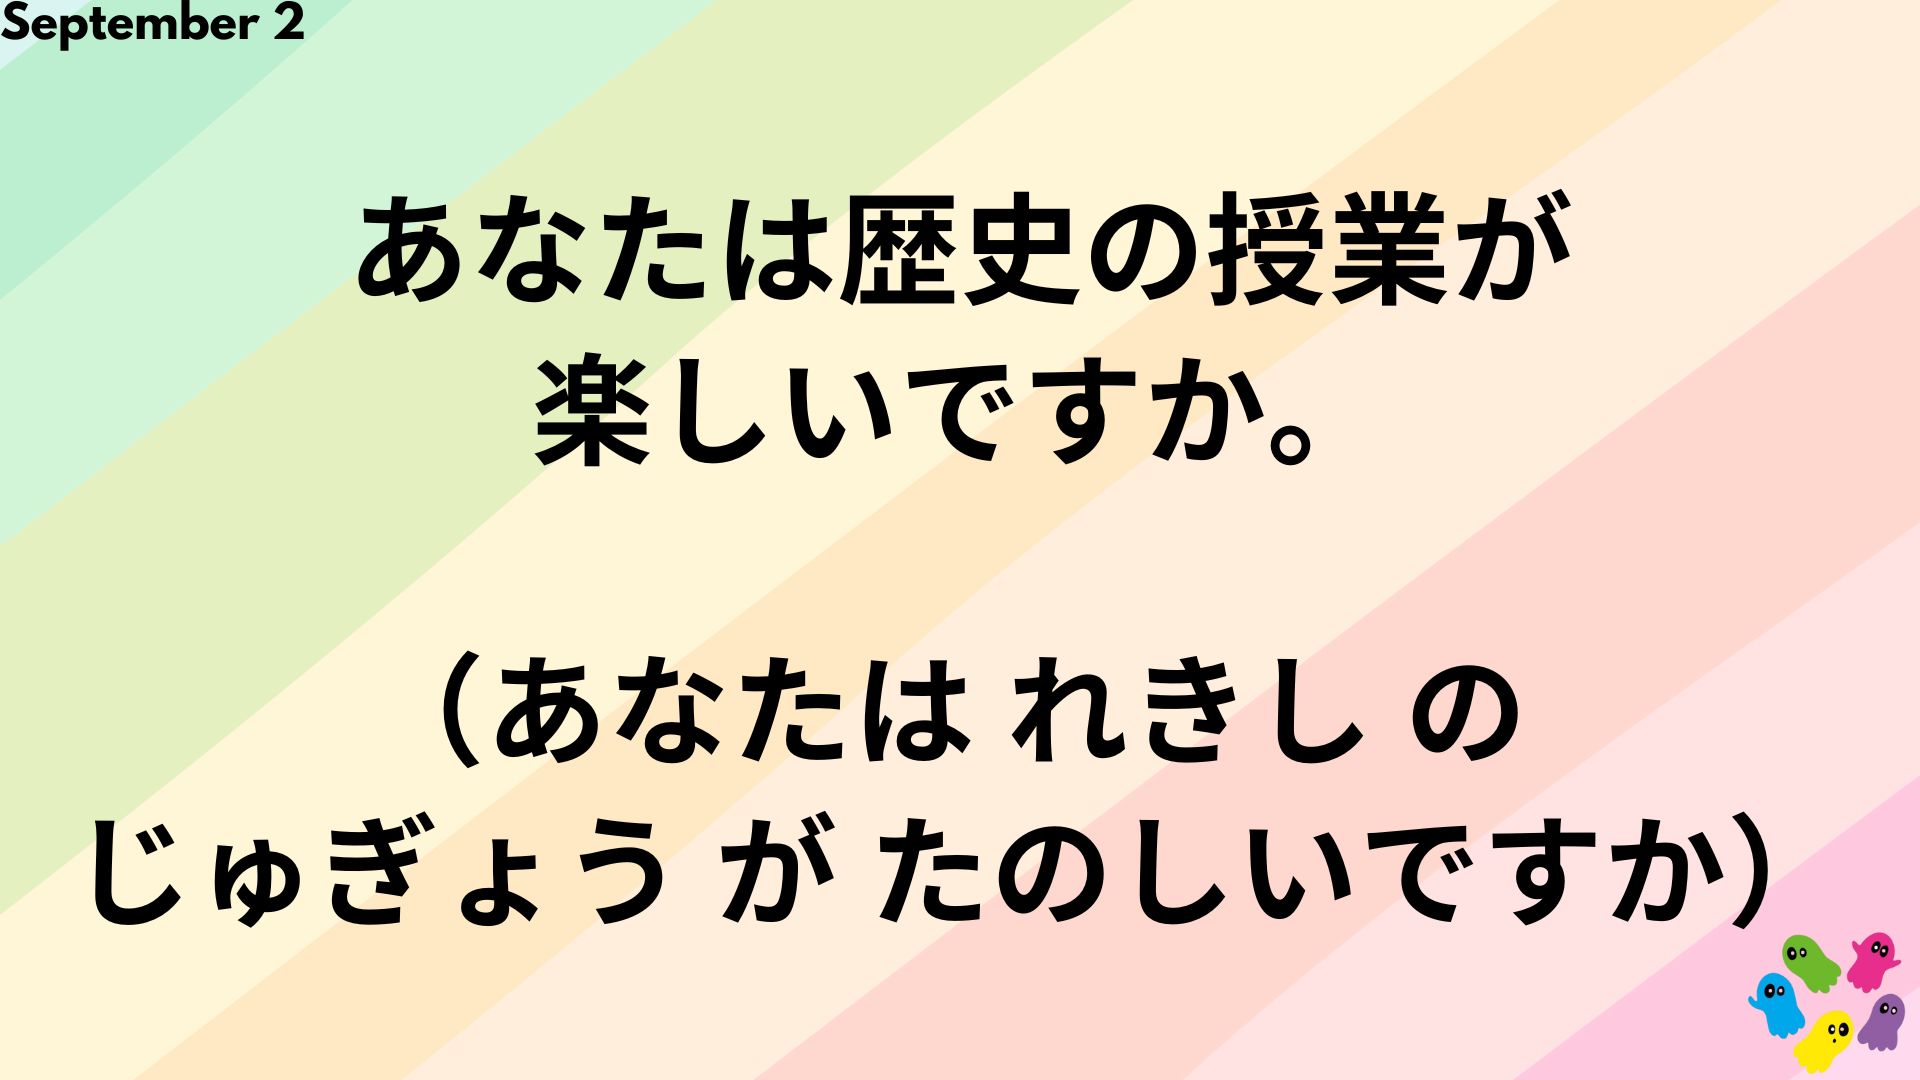 September 2
あなたは歴史の授業が
楽しいですか。
（あなたは れきし の
じゅぎょう が たのしいですか）